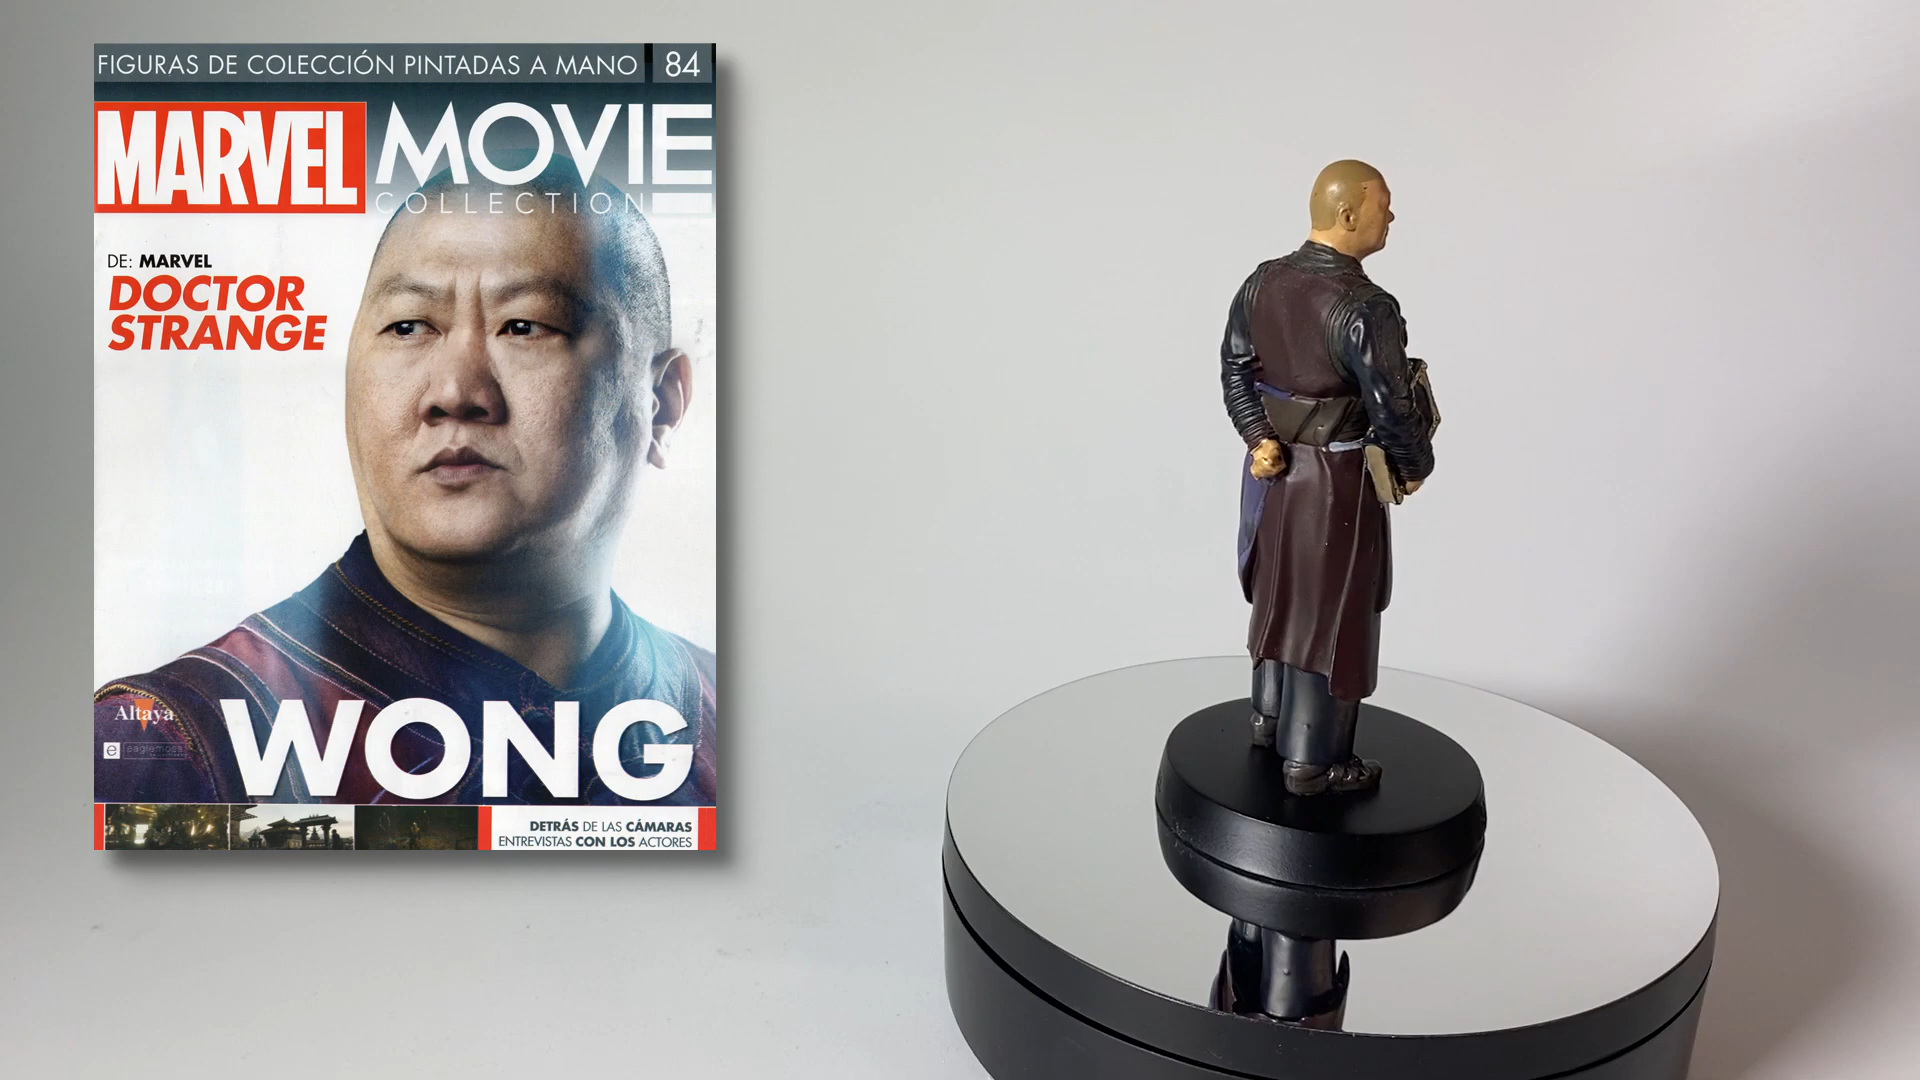 FIGURAS DE COLECCIÓN PINTADAS A MANO 84
MARVEL MOVIE
COLLECTION
DE: MARVEL
DOCTOR
STRANGE
Altaya
e eaglemoss
WONG
DETRÁS DE LAS CÁMARAS
ENTREVISTAS CON LOS ACTORES